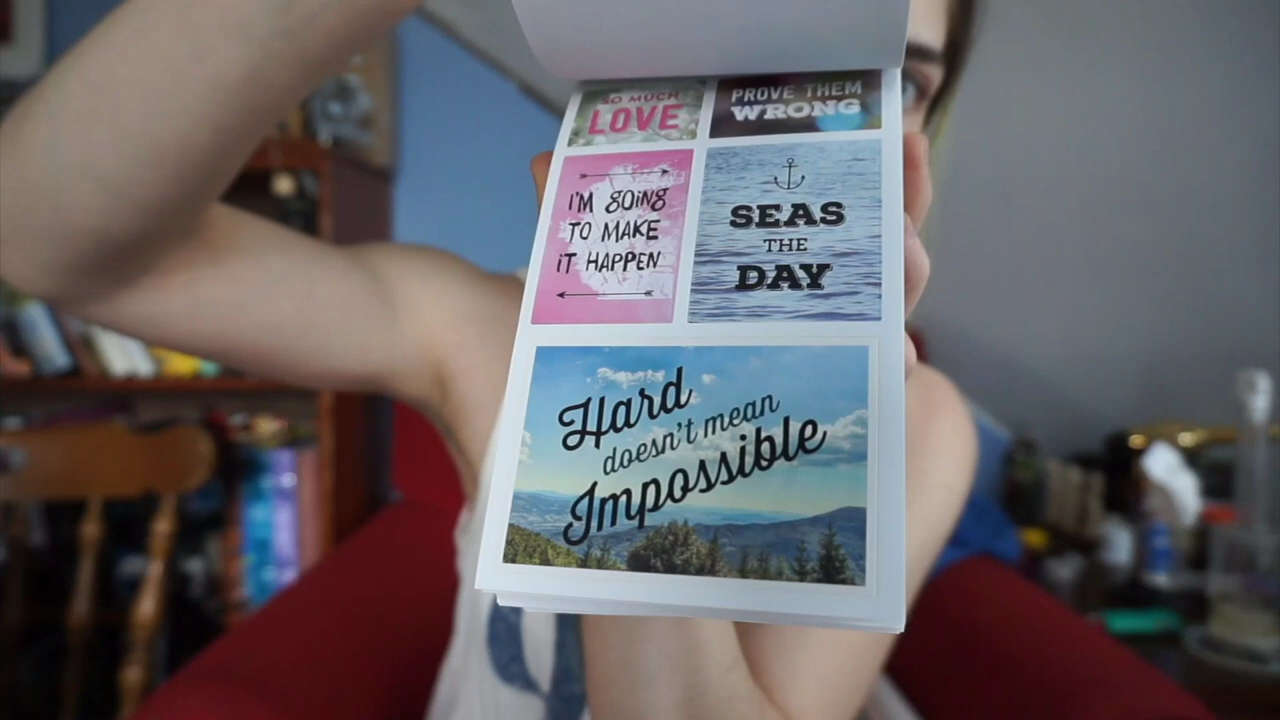 SO MUCH
LOVE
PROVE THEM
WRONG
I'M GOING
TO MAKE
IT HAPPEN
SEAS
THE
DAY
Hard
doesn't mean
Impossible